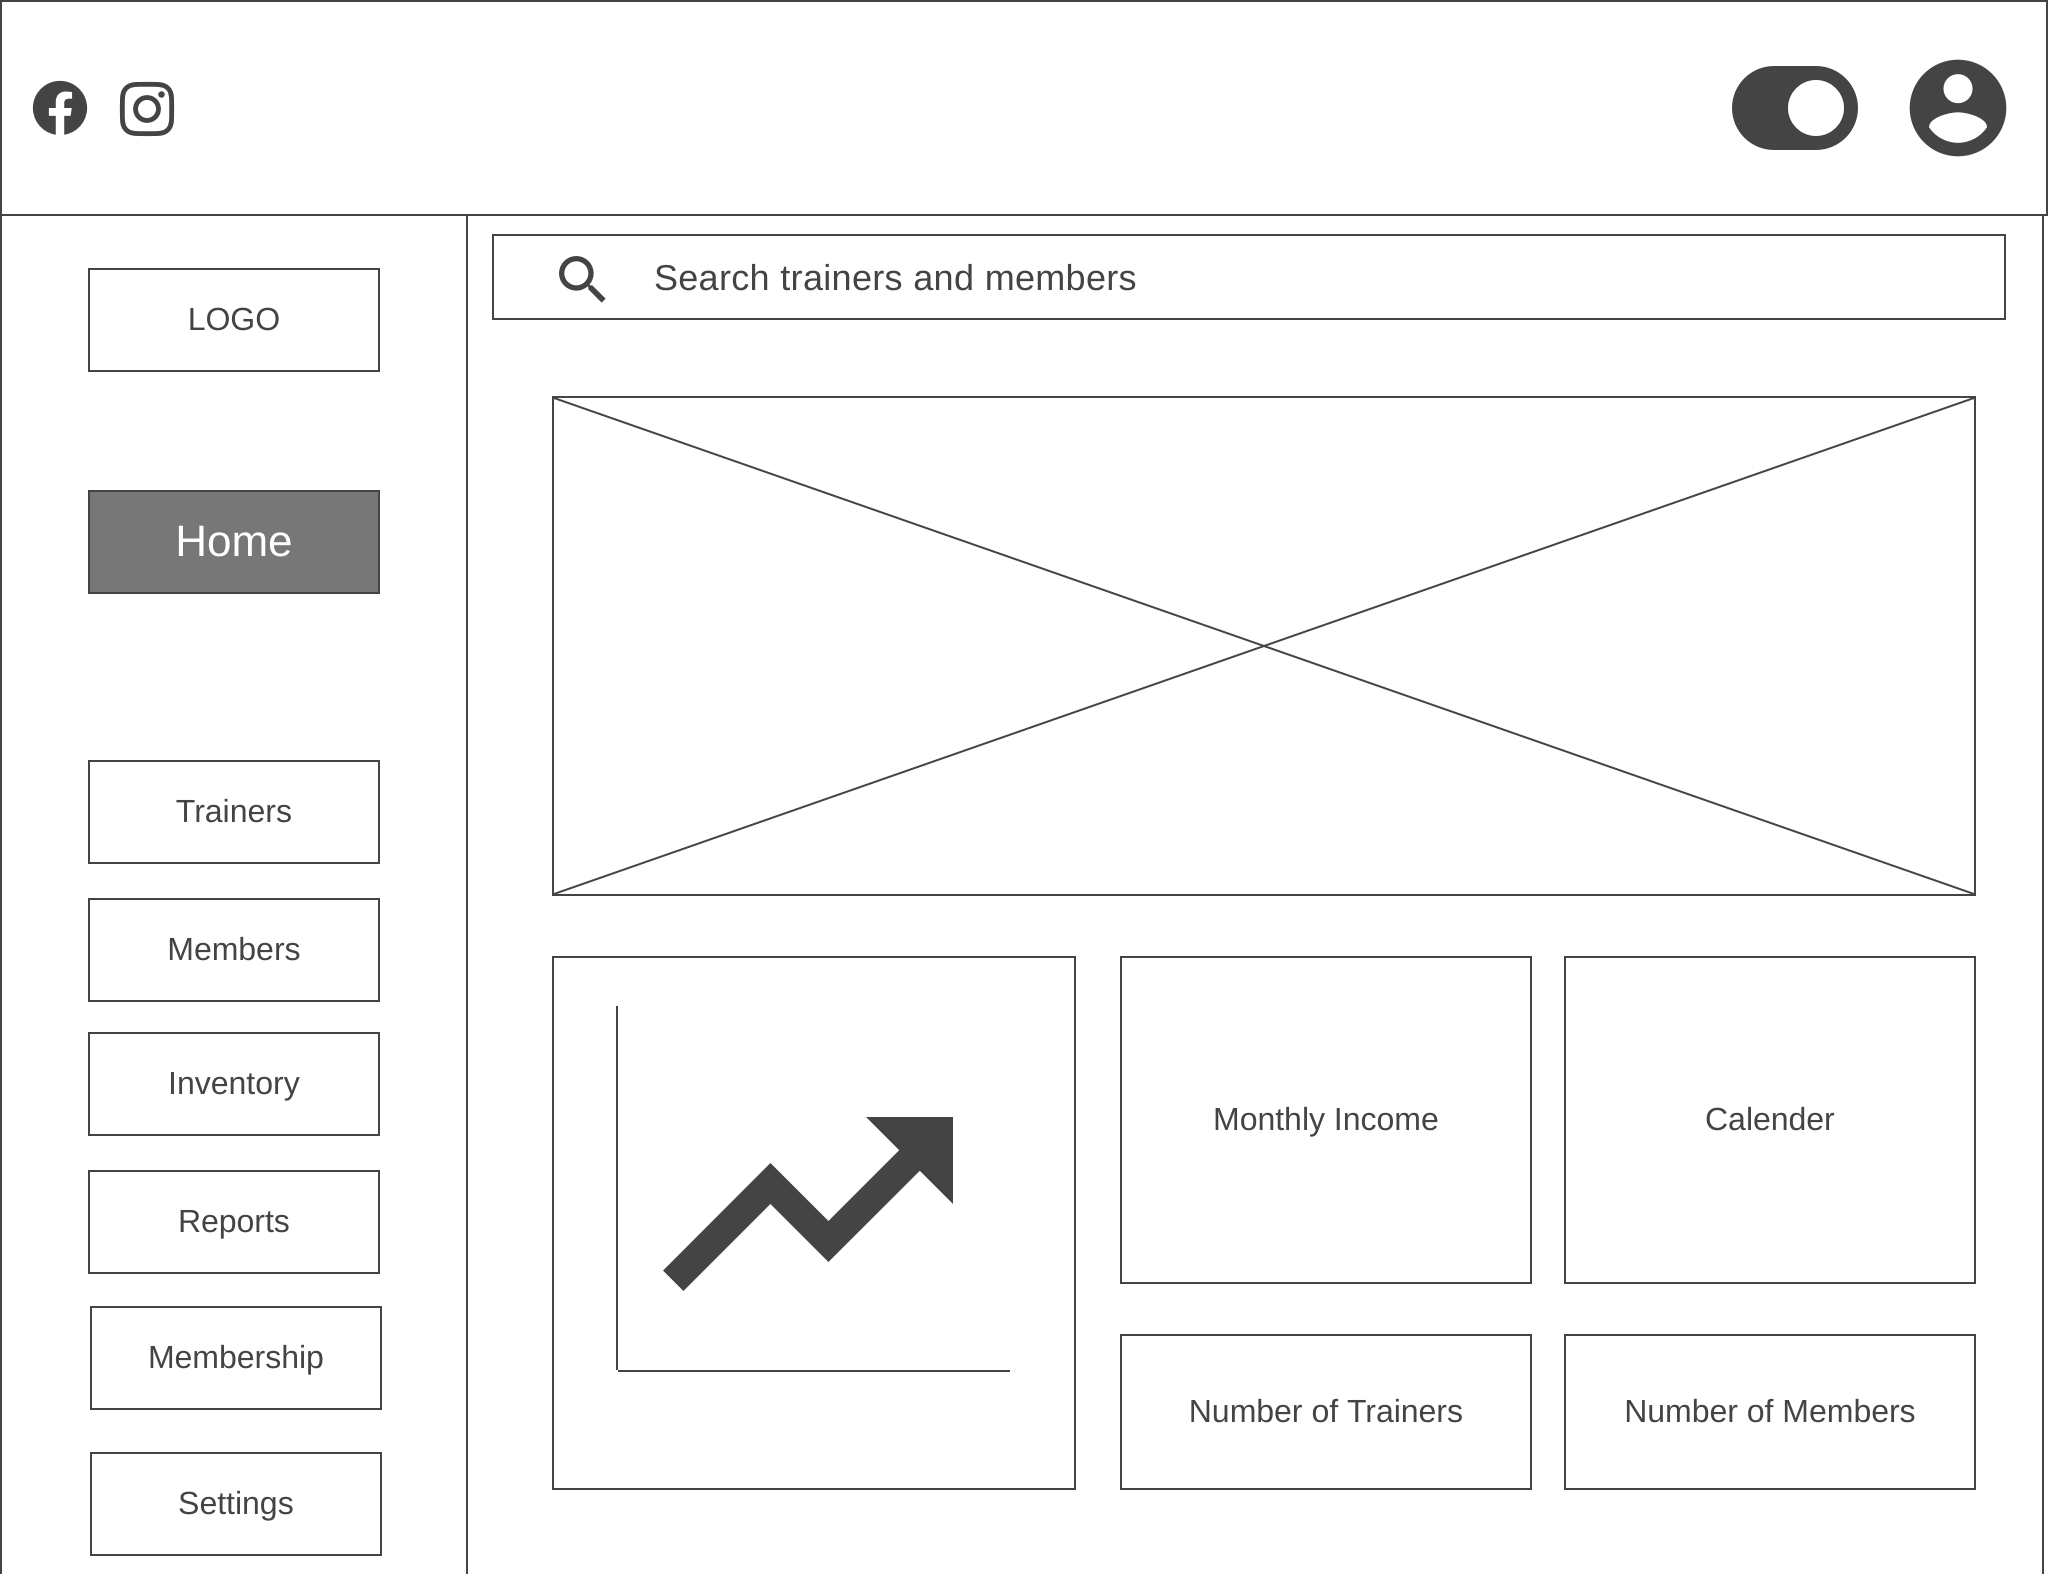 LOGO
Home
Trainers
Members
Inventory
Reports
Membership
Settings
Search trainers and members
Monthly Income
Calender
Number of Trainers
Number of Members